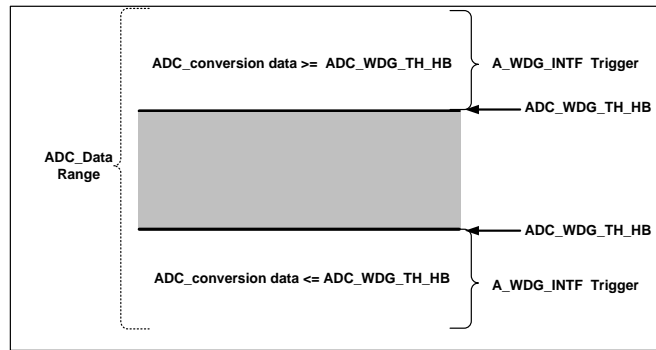 ADC_conversion data >= ADC_WDG_TH_HB
A_WDG_INTF Trigger
ADC_WDG_TH_HB
ADC_Data
Range
ADC_WDG_TH_HB
ADC_conversion data <= ADC_WDG_TH_HB
A_WDG_INTF Trigger